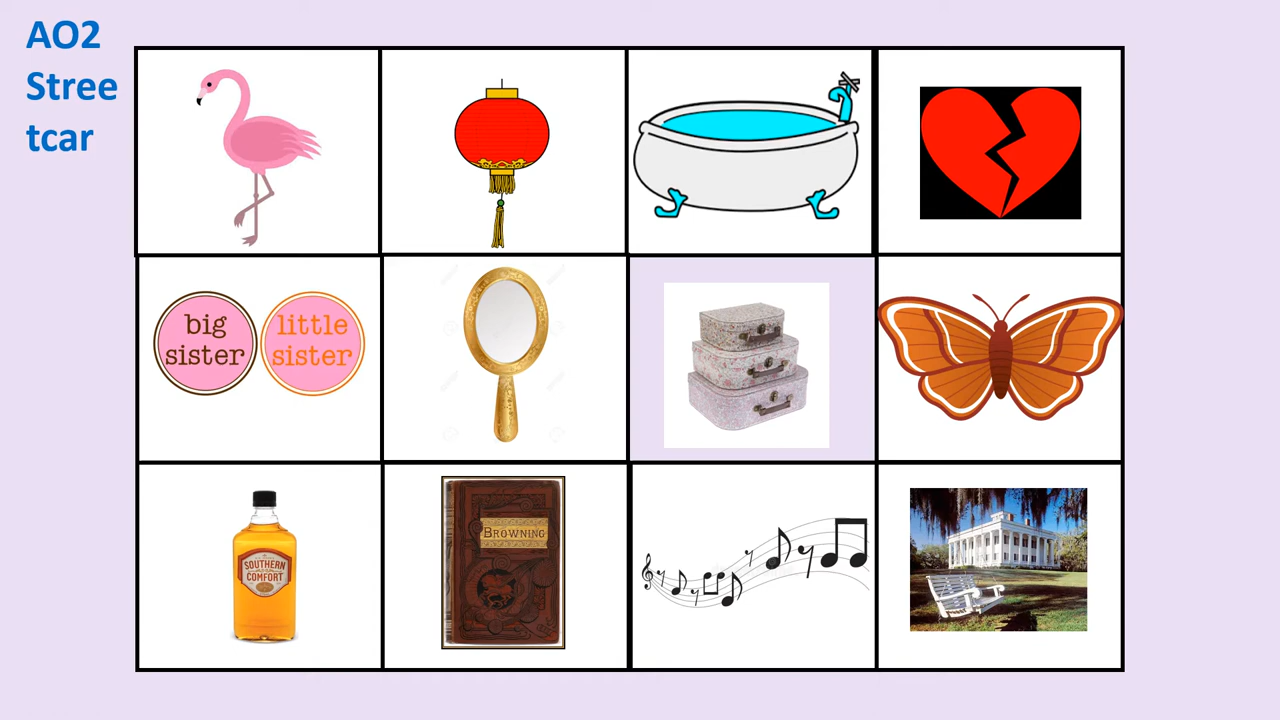 AO2
Stree
tcar
big
sister
little
sister
SOUTHERN
COMFORT
BROWNING